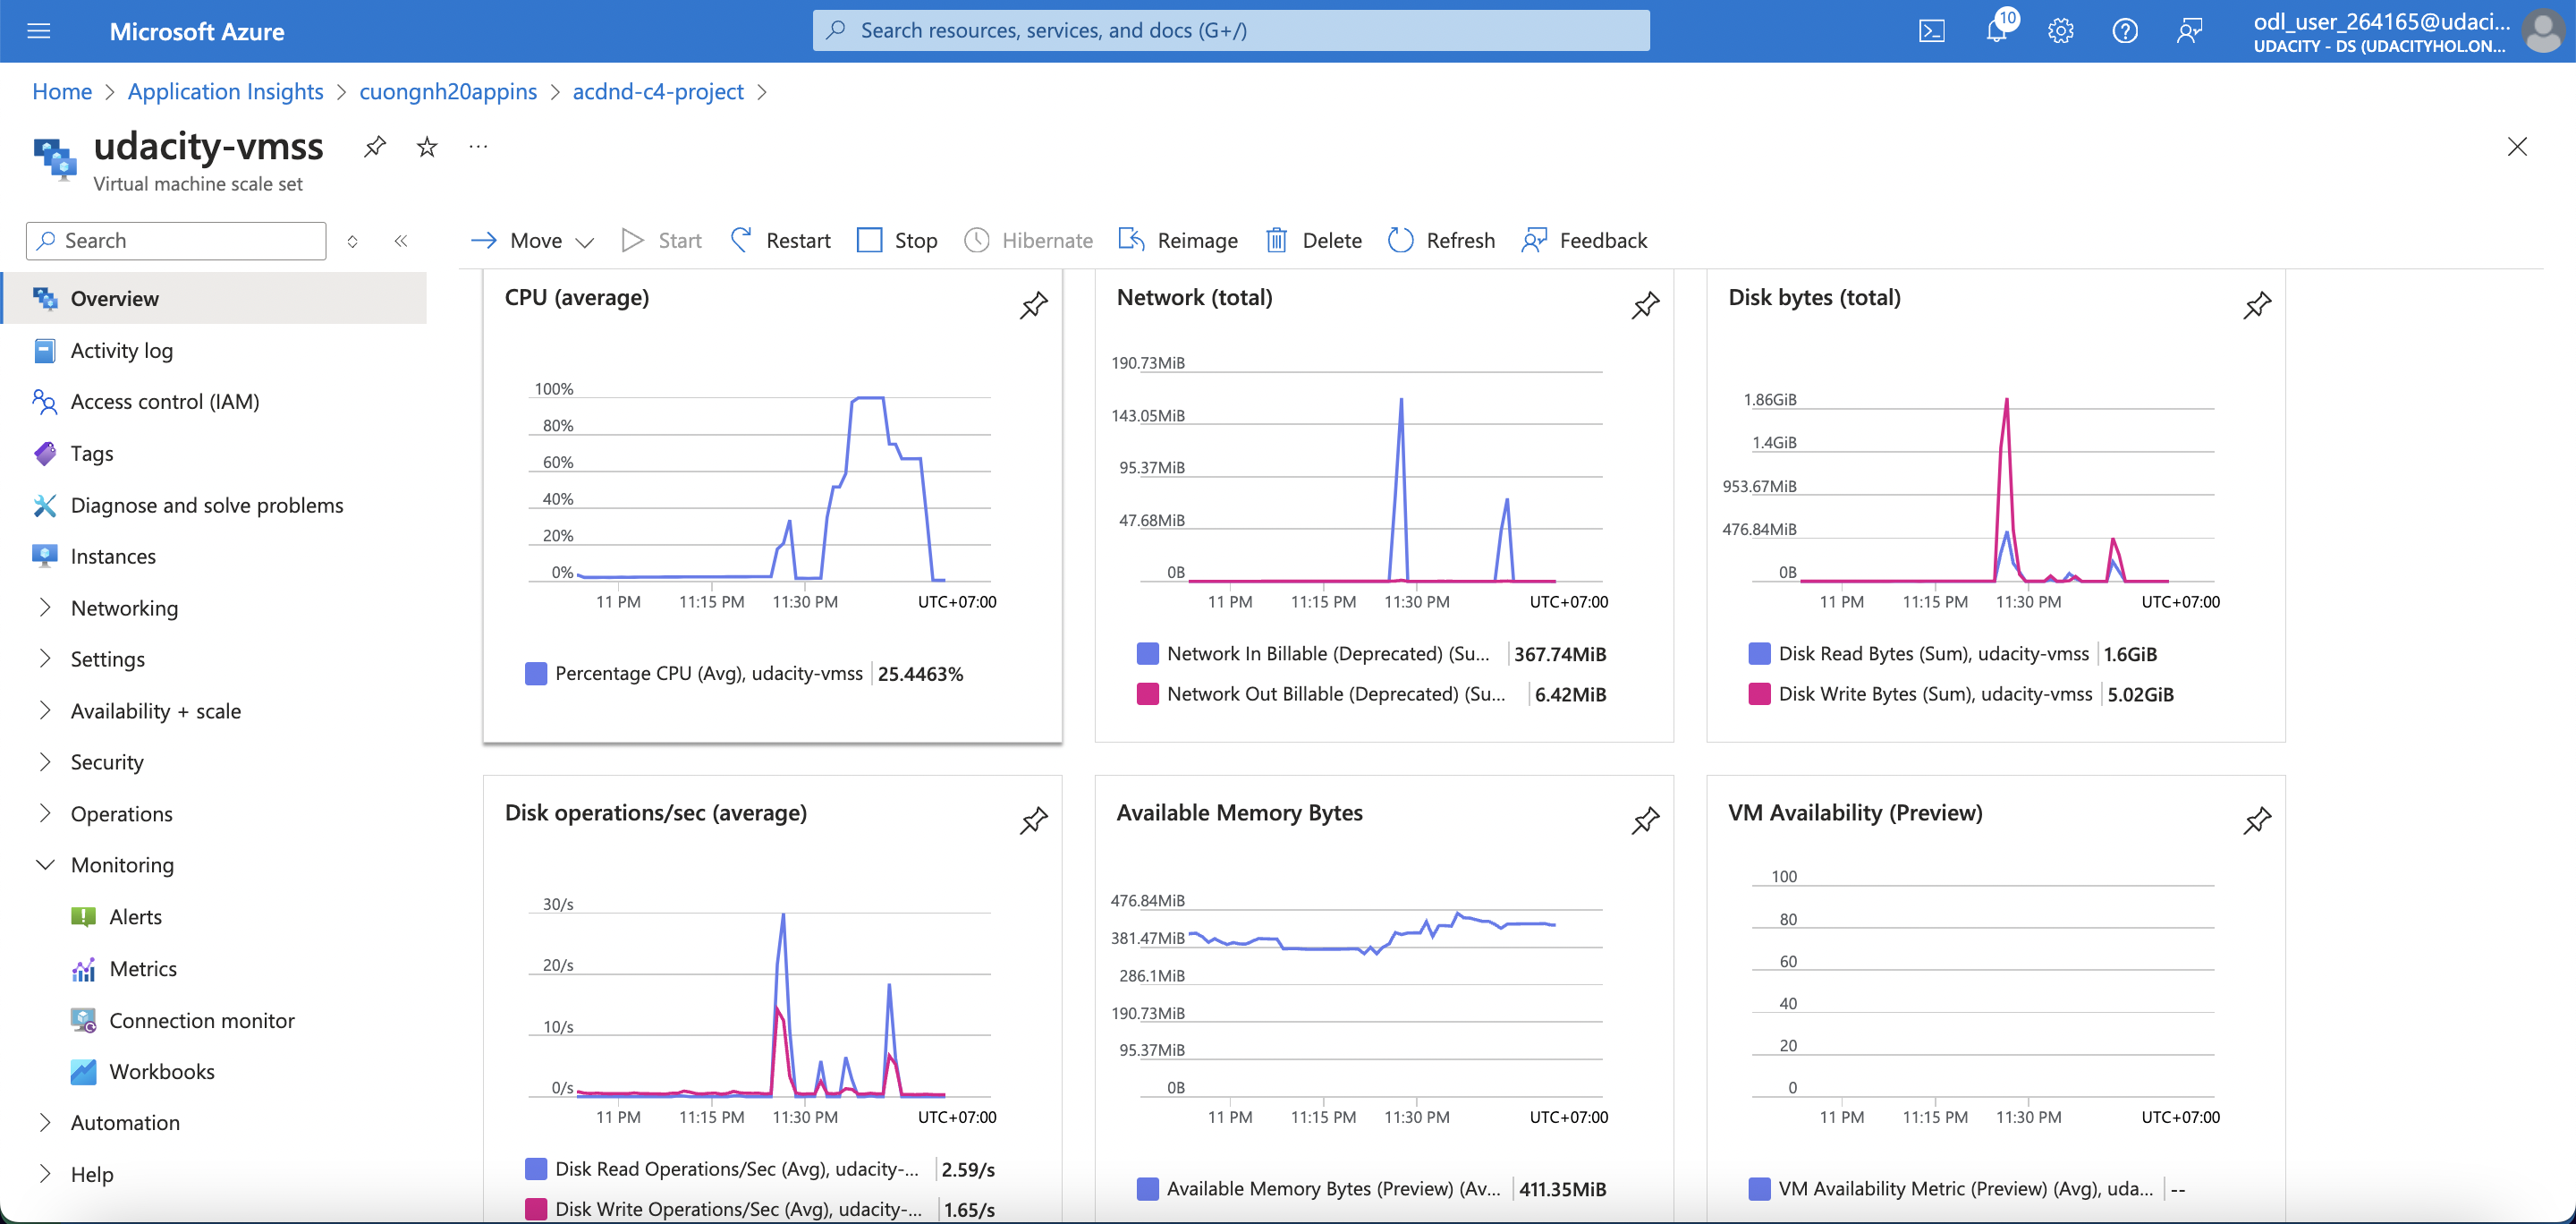 Microsoft Azure
Search resources, services, and docs (G+/)
10
odl_user_264165@udaci...
UDACITY - DS (UDACITYHOL.ON...
Home > Application Insights > cuongnh20appins > acdnd-c4-project >
udacity-vmss
Virtual machine scale set
Search
Move
Start
Restart
Stop
Hibernate
Reimage
Delete
Refresh
Feedback
Overview
Activity log
Access control (IAM)
Tags
Diagnose and solve problems
Instances
Networking
Settings
Availability + scale
Security
Operations
Monitoring
Alerts
Metrics
Connection monitor
Workbooks
Automation
Help
CPU (average)
100%
80%
60%
40%
20%
0%
11 PM 11:15 PM 11:30 PM UTC+07:00
Percentage CPU (Avg), udacity-vmss 25.4463%
Network (total)
190.73MiB
143.05MiB
95.37MiB
47.68MiB
0B
11 PM 11:15 PM 11:30 PM UTC+07:00
Network In Billable (Deprecated) (Su... 367.74MiB
Network Out Billable (Deprecated) (Su... 6.42MiB
Disk bytes (total)
1.86GiB
1.4GiB
953.67MiB
476.84MiB
0B
11 PM 11:15 PM 11:30 PM UTC+07:00
Disk Read Bytes (Sum), udacity-vmss 1.6GiB
Disk Write Bytes (Sum), udacity-vmss 5.02GiB
Disk operations/sec (average)
30/s
20/s
10/s
0/s
11 PM 11:15 PM 11:30 PM UTC+07:00
Disk Read Operations/Sec (Avg), udacity-... 2.59/s
Disk Write Operations/Sec (Avg), udacity-... 1.65/s
Available Memory Bytes
476.84MiB
381.47MiB
286.1MiB
190.73MiB
95.37MiB
0B
11 PM 11:15 PM 11:30 PM UTC+07:00
Available Memory Bytes (Preview) (Av... 411.35MiB
VM Availability (Preview)
100
80
60
40
20
0
11 PM 11:15 PM 11:30 PM UTC+07:00
VM Availability Metric (Preview) (Avg), uda... --